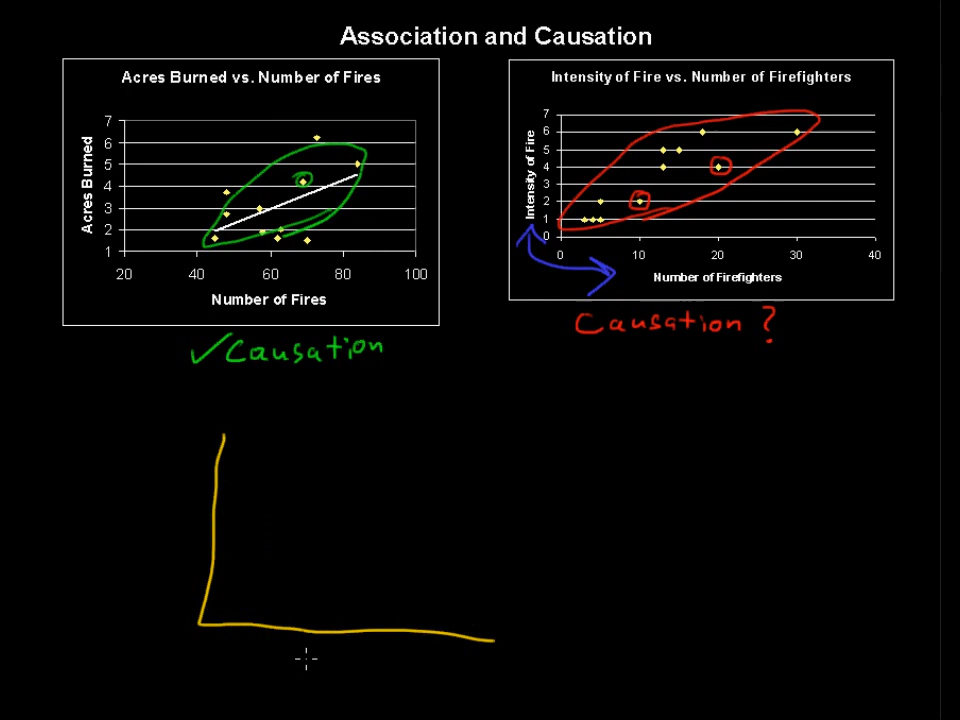 Association and Causation
Acres Burned vs. Number of Fires
Acres Burned
7
6
5
4
3
2
1
20 40 60 80 100
Number of Fires
✓ Causation
Intensity of Fire vs. Number of Firefighters
Intensity of Fire
7
6
5
4
3
2
1
0
0 10 20 30 40
Number of Firefighters
Causation ?